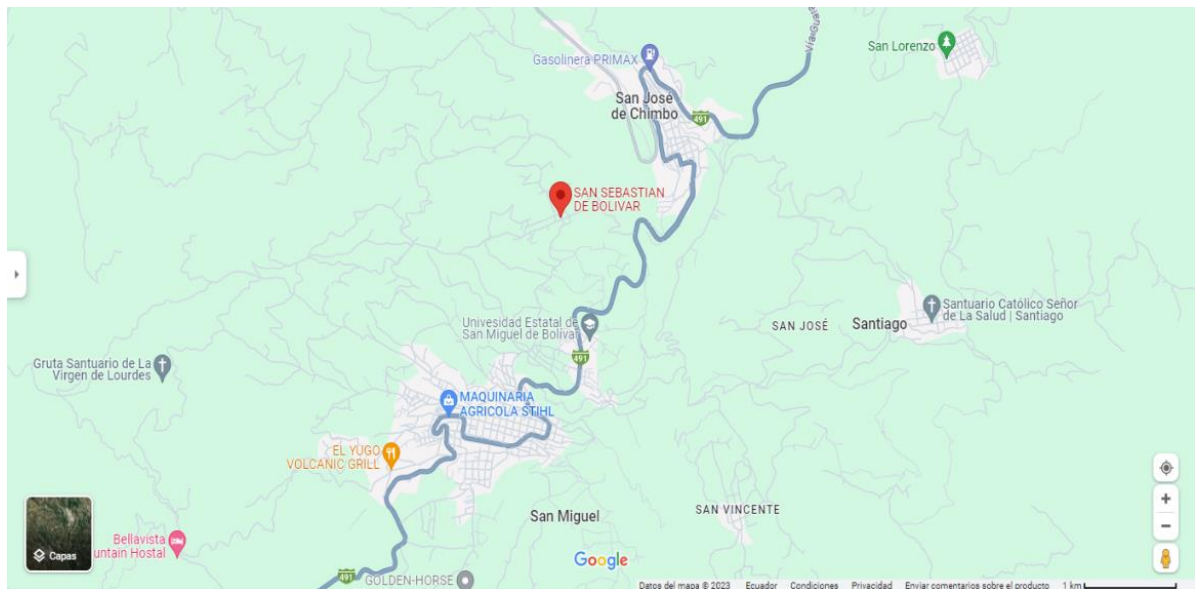 Vía Gua
San Lorenzo
Gasolinera PRIMAX
San José
de Chimbo
491
SAN SEBASTIAN
DE BOLIVAR
Santuario Católico Señor
de La Salud | Santiago
Univesidad Estatal de
San Miguel de Bolívar
SAN JOSÉ
Santiago
491
Gruta Santuario de La
Virgen de Lourdes
MAQUINARIA
AGRICOLA STIHL
EL YUGO
VOLCANIC GRILL
San Miguel
SAN VINCENTE
Bellavista
untain Hostal
Capas
Google
491
GOLDEN-HORSE
Datos del mapa © 2023 Ecuador Condiciones Privacidad Enviar comentarios sobre el producto 1 km